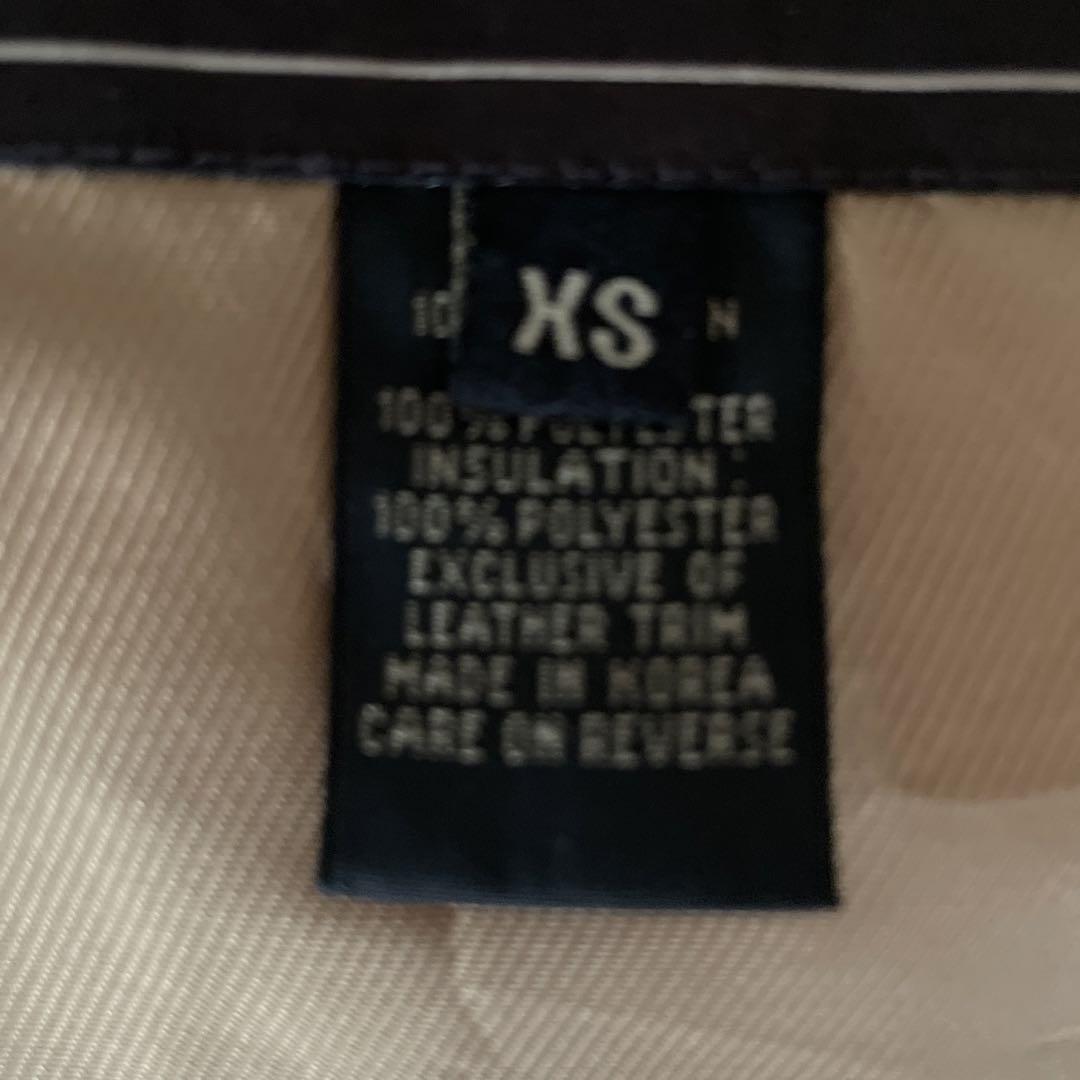 XS
100% POLYESTER
INSULATION :
100% POLYESTER
EXCLUSIVE OF
LEATHER TRIM
MADE IN KOREA
CARE ON REVERSE